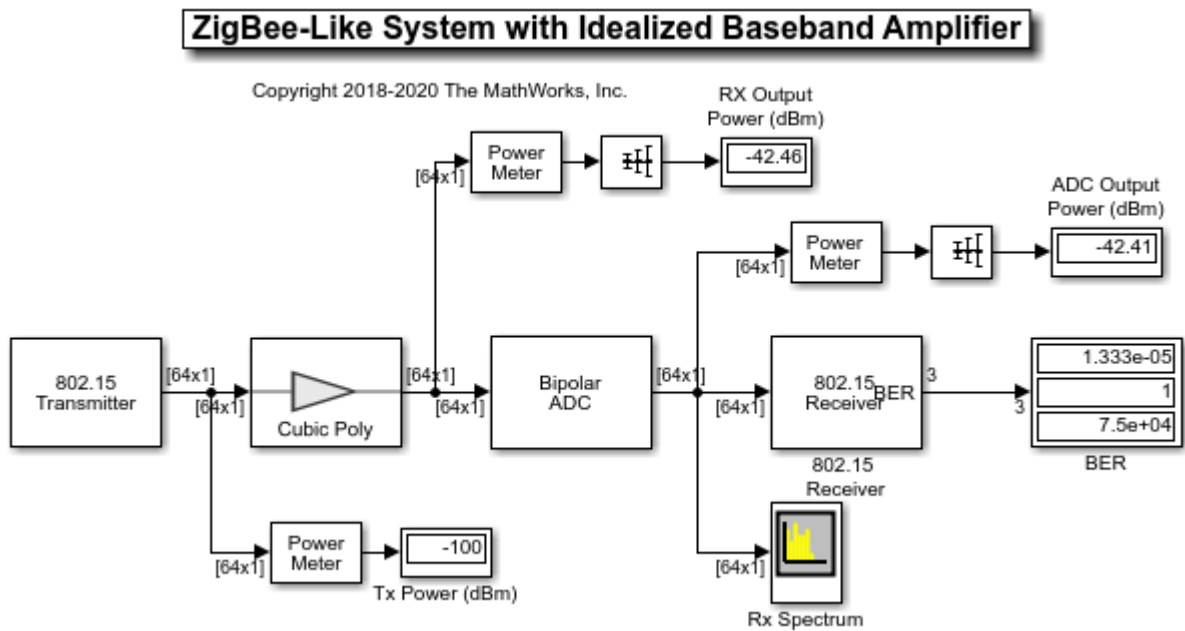 ZigBee-Like System with Idealized Baseband Amplifier
Copyright 2018-2020 The MathWorks, Inc.
RX Output
Power (dBm)
Power
Meter
-42.46
[64x1]
ADC Output
Power (dBm)
Power
Meter
-42.41
[64x1]
802.15
Transmitter
[64x1]
[64x1]
Cubic Poly
[64x1]
[64x1]
Bipolar
ADC
[64x1]
[64x1]
802.15
Receiver
BER
3
3
1.333e-05
1
7.5e+04
BER
802.15
Receiver
Power
Meter
-100
[64x1]
Tx Power (dBm)
[64x1]
Rx Spectrum